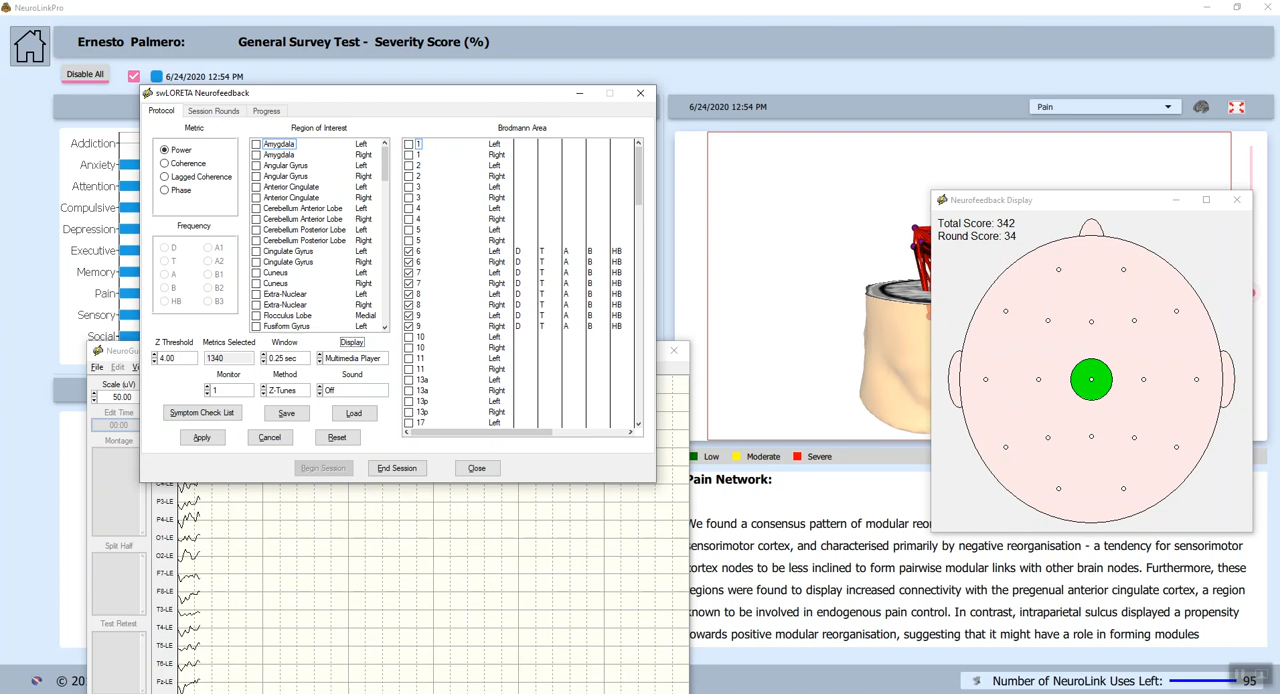 NeuroLinkPro
Ernesto Palmero: General Survey Test - Severity Score (%)
Disable All
6/24/2020 12:54 PM
swLORETA Neurofeedback
Protocol Session Rounds Progress
Metric
Power
Coherence
Lagged Coherence
Phase
Frequency
D A1
T A2
A B1
B B2
HB B3
Region of Interest
Amygdala Left
Amygdala Right
Angular Gyrus Left
Angular Gyrus Right
Anterior Cingulate Left
Anterior Cingulate Right
Cerebellum Anterior Lobe Left
Cerebellum Anterior Lobe Right
Cerebellum Posterior Lobe Left
Cerebellum Posterior Lobe Right
Cingulate Gyrus Left
Cingulate Gyrus Right
Cuneus Left
Cuneus Right
Extra-Nuclear Left
Extra-Nuclear Right
Flocculus Lobe Medial
Fusiform Gyrus Left
Brodmann Area
1 Left
1 Right
2 Left
2 Right
3 Left
3 Right
4 Left
4 Right
5 Left
5 Right
6 Left D T A B HB
6 Right D T A B HB
7 Left D T A B HB
7 Right D T A B HB
8 Left D T A B HB
8 Right D T A B HB
9 Left D T A B HB
9 Right D T A B HB
10 Left
10 Right
11 Left
11 Right
13a Left
13a Right
13p Left
13p Right
17 Left
Z Threshold Metrics Selected Window Display
4.00 1340 0.25 sec Multimedia Player
Monitor Method Sound
1 Z-Tunes Off
Symptom Check List Save Load
Apply Cancel Reset
Begin Session End Session Close
Addiction
Anxiety
Attention
Compulsive
Depression
Executive
Memory
Pain
Sensory
Social
File Edit
Scale (uV)
50.00
Edit Time
00:00
Montage
Split Half
Test Retest
C4-LE
P3-LE
P4-LE
O1-LE
O2-LE
F7-LE
F8-LE
T3-LE
T4-LE
T5-LE
T6-LE
Fz-LE
6/24/2020 12:54 PM Pain
Neurofeedback Display
Total Score: 342
Round Score: 34
Low Moderate Severe
Pain Network:
We found a consensus pattern of modular
sensorimotor cortex, and characterised primarily by negative reorganisation - a tendency for sensorimotor
cortex nodes to be less inclined to form pairwise modular links with other brain nodes. Furthermore, these
regions were found to display increased connectivity with the pregenual anterior cingulate cortex, a region
known to be involved in endogenous pain control. In contrast, intraparietal sulcus displayed a propensity
towards positive modular reorganisation, suggesting that it might have a role in forming modules
© 20
Number of NeuroLink Uses Left: 95